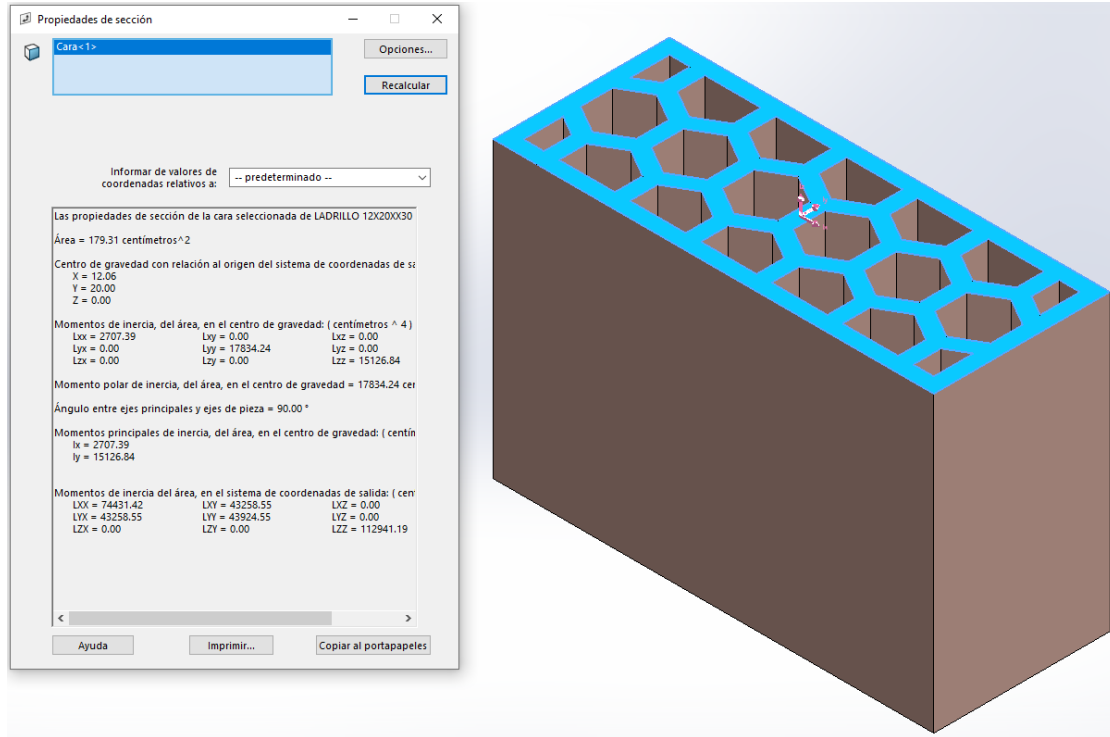 Propiedades de sección
Cara<1>
Opciones...
Recalcular
Informar de valores de
coordenadas relativos a:
-- predeterminado --
Las propiedades de sección de la cara seleccionada de LADRILLO 12X20XX30
Área = 179.31 centímetros^2
Centro de gravedad con relación al origen del sistema de coordenadas de sa
X = 12.06
Y = 20.00
Z = 0.00
Momentos de inercia, del área, en el centro de gravedad: ( centímetros ^ 4 )
Lxx = 2707.39 Lxy = 0.00 Lxz = 0.00
Lyx = 0.00 Lyy = 17834.24 Lyz = 0.00
Lzx = 0.00 Lzy = 0.00 Lzz = 15126.84
Momento polar de inercia, del área, en el centro de gravedad = 17834.24 cer
Ángulo entre ejes principales y ejes de pieza = 90.00 °
Momentos principales de inercia, del área, en el centro de gravedad: ( centín
Ix = 2707.39
Iy = 15126.84
Momentos de inercia del área, en el sistema de coordenadas de salida: ( cen
LXX = 74431.42 LXY = 43258.55 LXZ = 0.00
LYX = 43258.55 LYY = 43924.55 LYZ = 0.00
LZX = 0.00 LZY = 0.00 LZZ = 112941.19
Ayuda
Imprimir...
Copiar al portapapeles